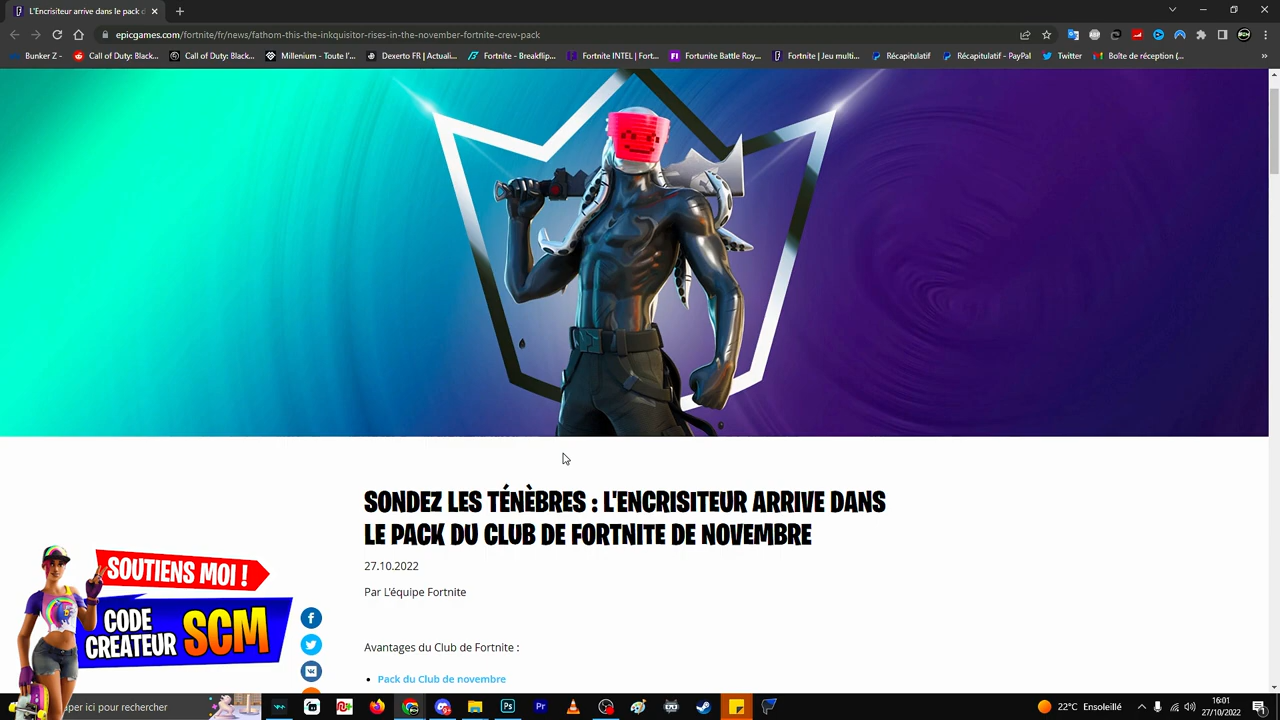 L'Encrisiteur arrive dans le pack d
epicgames.com/fortnite/fr/news/fathom-this-the-inkquisitor-rises-in-the-november-fortnite-crew-pack
Bunker Z - Call of Duty: Black... Call of Duty: Black... Millenium - Toute l'... Dexerto FR | Actuali... Fortnite - Breakflip... Fortnite INTEL | Fort... Fortunite Battle Roy... Fortnite | Jeu multi... Récapitulatif Récapitulatif - PayPal Twitter Boîte de réception (...
SONDEZ LES TÉNÈBRES : L'ENCRISITEUR ARRIVE DANS
LE PACK DU CLUB DE FORTNITE DE NOVEMBRE
27.10.2022
Par L'équipe Fortnite
Avantages du Club de Fortnite :
Pack du Club de novembre
SOUTIENS MOI !
CODE
CREATEUR SCM
per ici pour rechercher
22°C Ensoleillé
16:01
27/10/2022